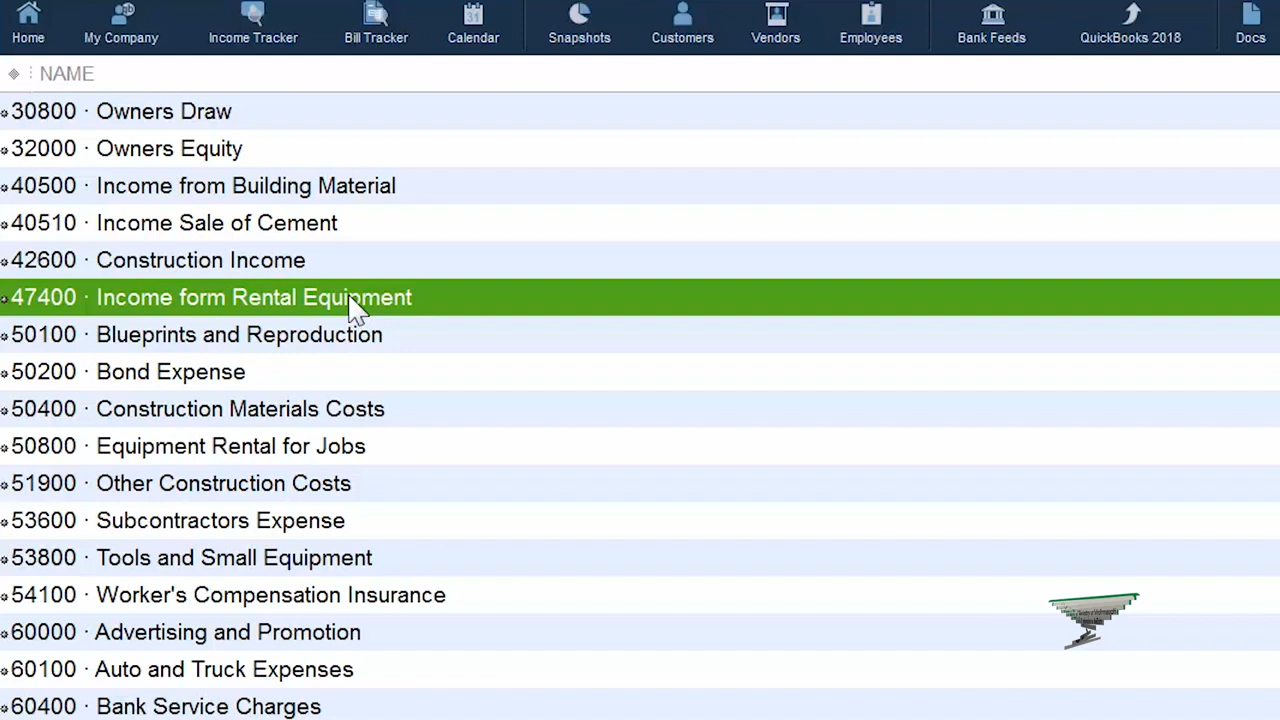 Home My Company Income Tracker Bill Tracker Calendar Snapshots Customers Vendors Employees Bank Feeds QuickBooks 2018 Docs
NAME
30800 · Owners Draw
32000 · Owners Equity
40500 · Income from Building Material
40510 · Income Sale of Cement
42600 · Construction Income
47400 · Income form Rental Equipment
50100 · Blueprints and Reproduction
50200 · Bond Expense
50400 · Construction Materials Costs
50800 · Equipment Rental for Jobs
51900 · Other Construction Costs
53600 · Subcontractors Expense
53800 · Tools and Small Equipment
54100 · Worker's Compensation Insurance
60000 · Advertising and Promotion
60100 · Auto and Truck Expenses
60400 · Bank Service Charges